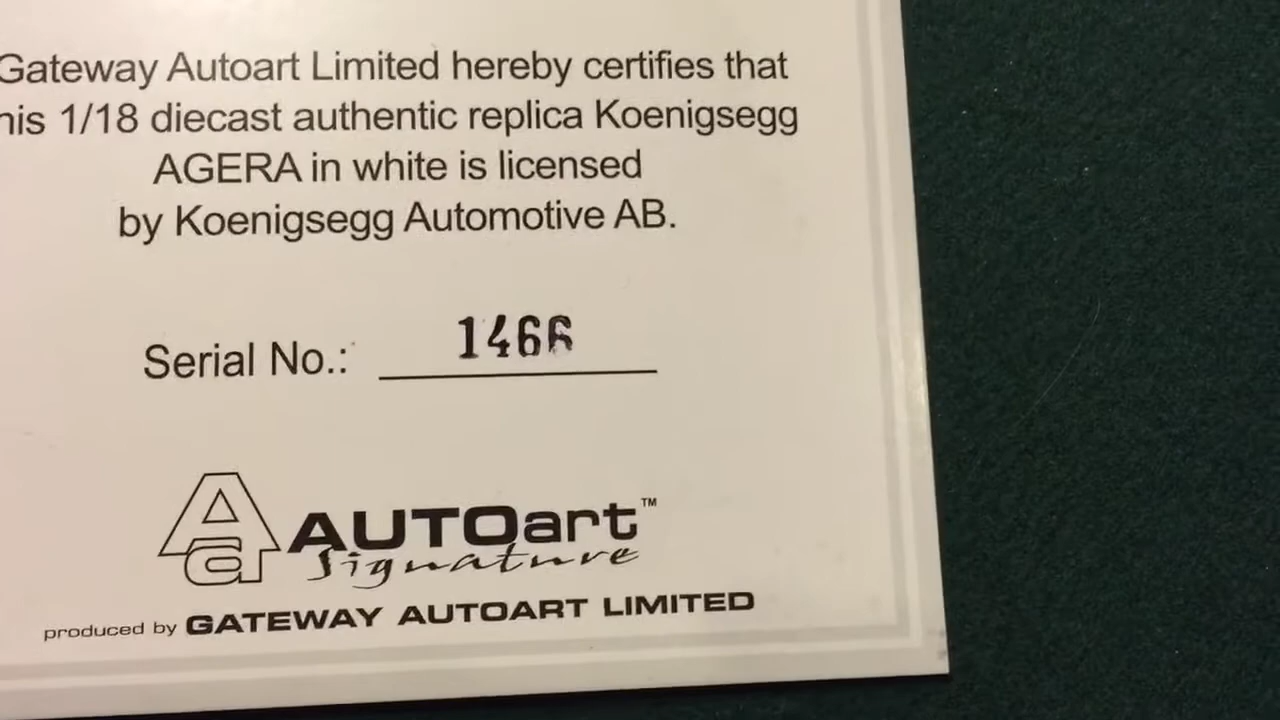 Gateway Autoart Limited hereby certifies that
his 1/18 diecast authentic replica Koenigsegg
AGERA in white is licensed
by Koenigsegg Automotive AB.
Serial No.: 1466
Aa AUTOart™
Signature
produced by GATEWAY AUTOART LIMITED